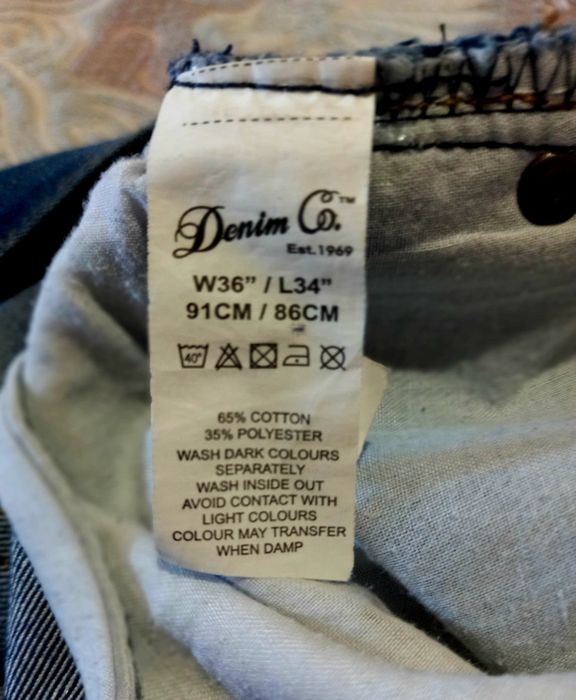 Denim Co.™
Est.1969
W36" / L34"
91CM / 86CM
40°
65% COTTON
35% POLYESTER
WASH DARK COLOURS
SEPARATELY
WASH INSIDE OUT
AVOID CONTACT WITH
LIGHT COLOURS
COLOUR MAY TRANSFER
WHEN DAMP